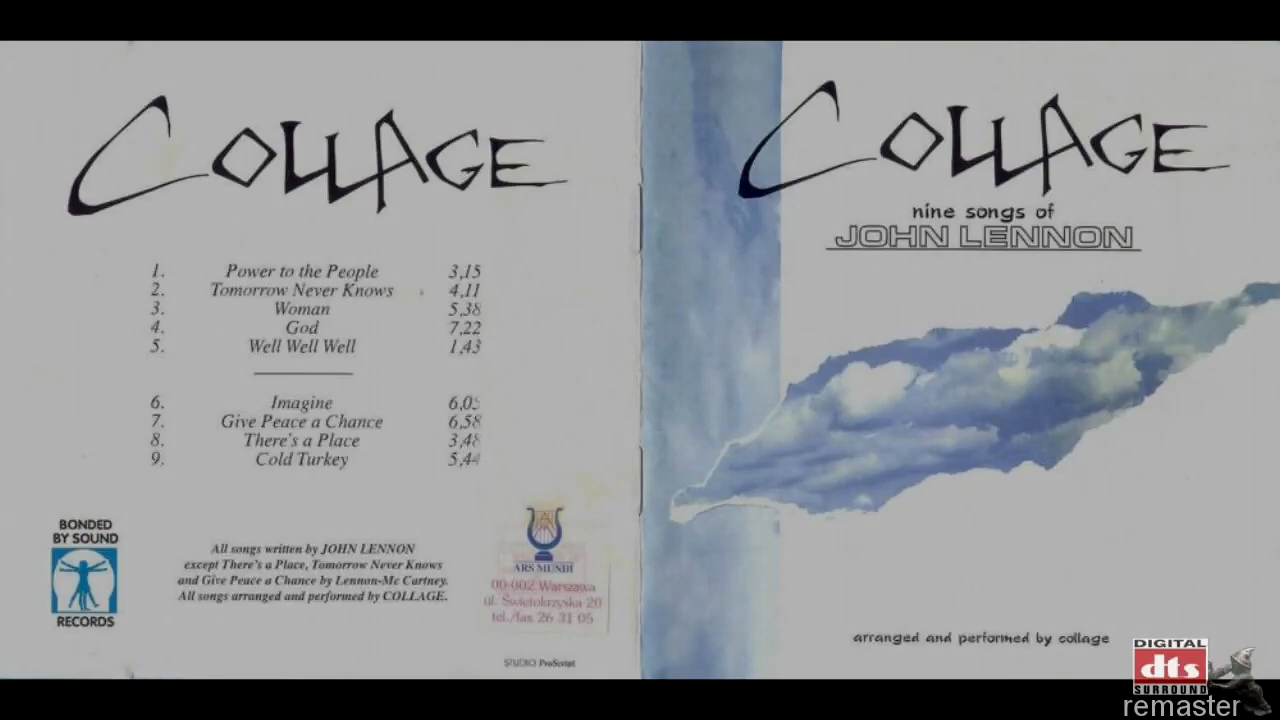 COLLAGE
1. Power to the People 3,15
2. Tomorrow Never Knows 4,11
3. Woman 5,38
4. God 7,22
5. Well Well Well 1,43
6. Imagine 6,05
7. Give Peace a Chance 6,58
8. There's a Place 3,48
9. Cold Turkey 5,44
BONDED
BY SOUND
RECORDS
All songs written by JOHN LENNON
except There's a Place, Tomorrow Never Knows
and Give Peace a Chance by Lennon-Mc Cartney.
All songs arranged and performed by COLLAGE.
ARS MUNDI
00-002 Warszawa
ul. Świętokrzyska 20
tel./fax 26 31 05
STUDIO ProScript
COLLAGE
nine songs of
JOHN LENNON
arranged and performed by collage
DIGITAL
dts
SURROUND
remaster